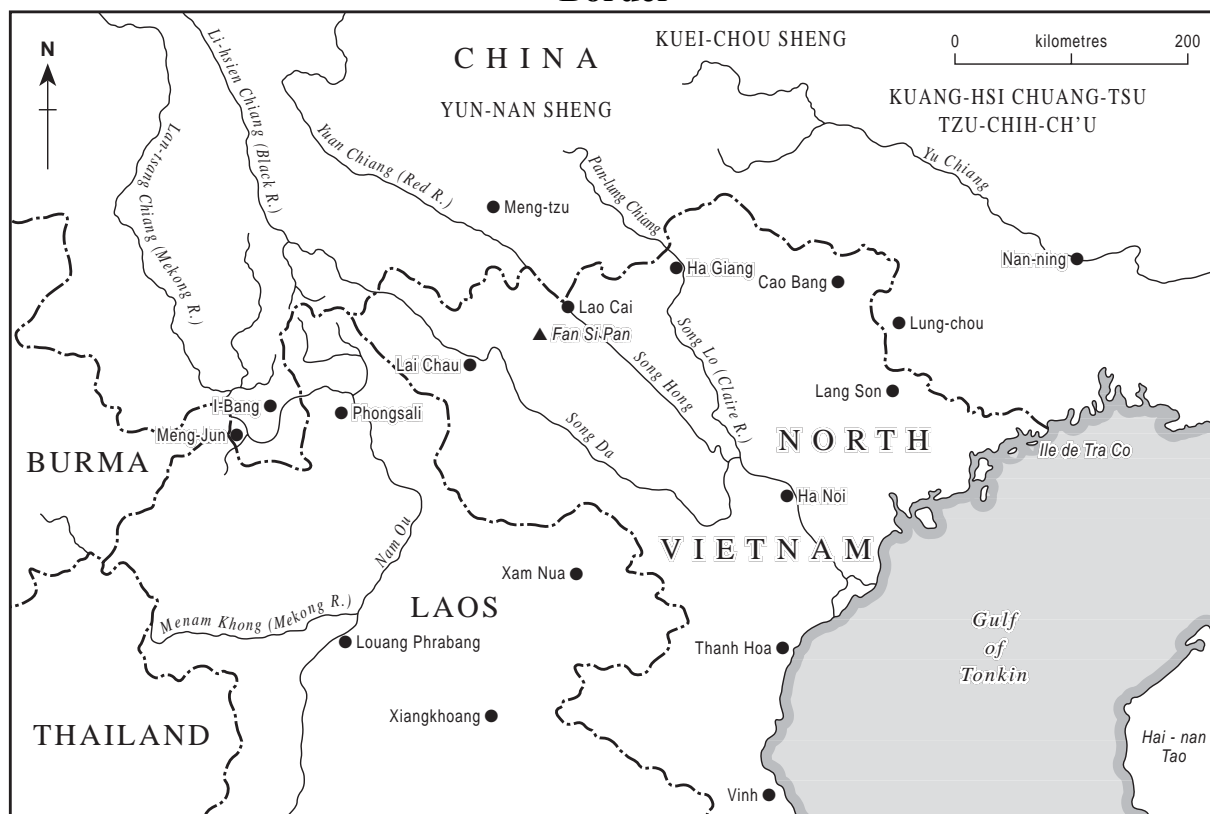 Border
N
Li-hsien Chiang (Black R.)
CHINA
KUEI-CHOU SHENG
0 kilometres 200
YUN-NAN SHENG
KUANG-HSI CHUANG-TSU
TZU-CHIH-CH'U
Lan-tsang Chiang (Mekong R.)
Yuan Chiang (Red R.)
Pan-lung Chiang
Yu Chiang
Meng-tzu
Nan-ning
Ha Giang
Cao Bang
Lao Cai
Lung-chou
Fan Si Pan
Song Lo (Claire R.)
Lai Chau
Song Hong
Lang Son
I-Bang
Phongsali
Meng-Jun
Song Da
NORTH
Ile de Tra Co
BURMA
Ha Noi
Nam Ou
VIETNAM
Xam Nua
LAOS
Menam Khong (Mekong R.)
Gulf
of
Tonkin
Louang Phrabang
Thanh Hoa
Xiangkhoang
THAILAND
Hai - nan
Tao
Vinh